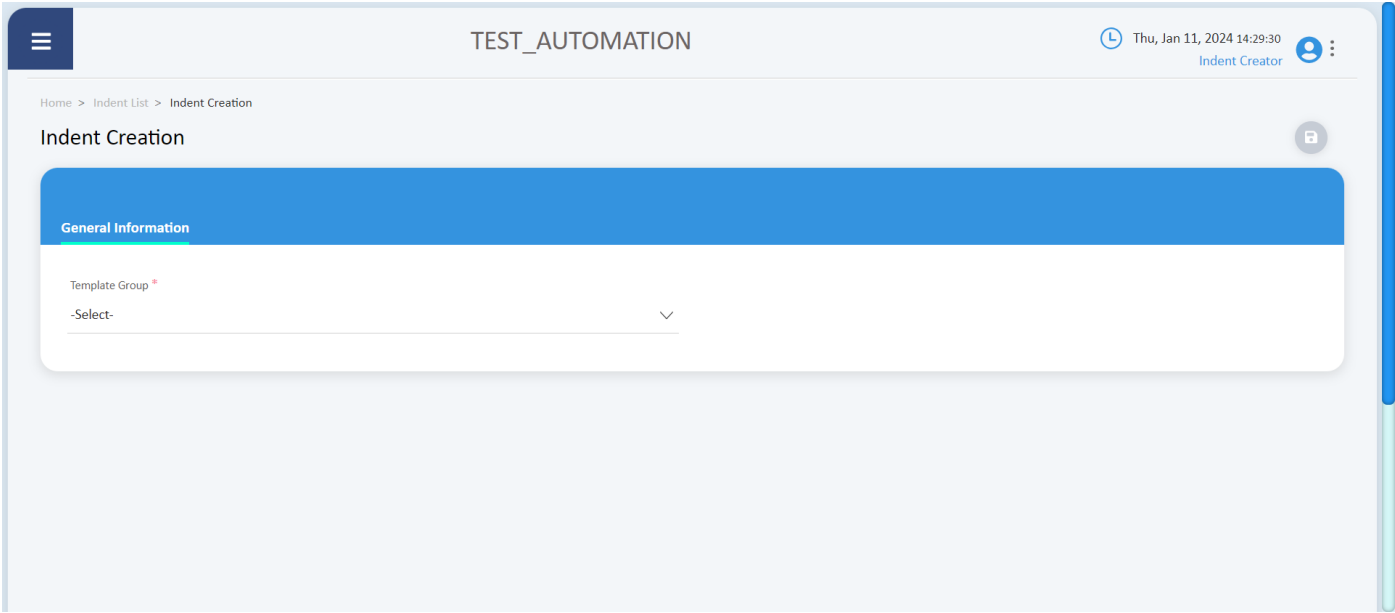 TEST_AUTOMATION
Thu, Jan 11, 2024 14:29:30
Indent Creator
Home > Indent List > Indent Creation
Indent Creation
General Information
Template Group *
-Select-